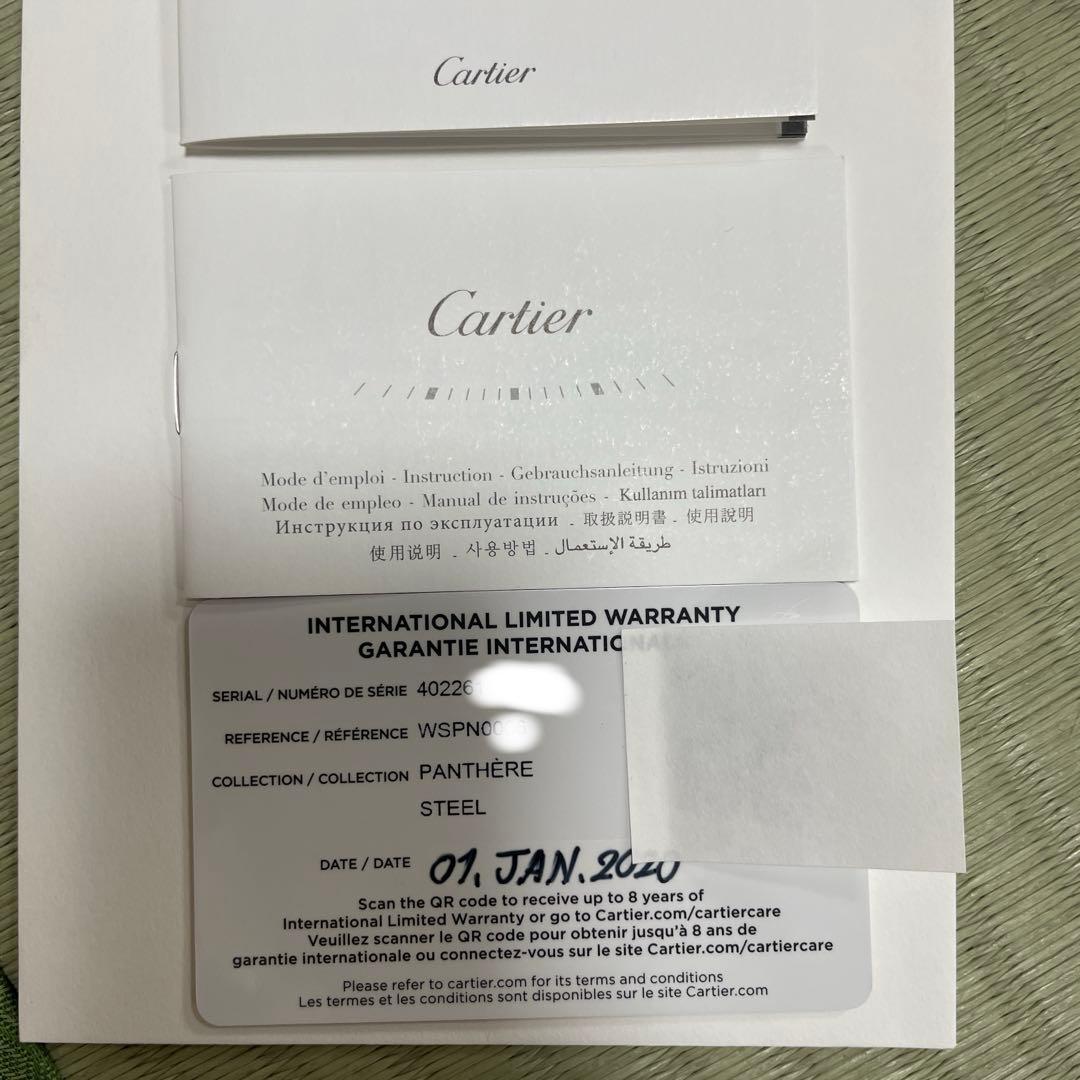 Cartier
Cartier
Mode d'emploi - Instruction - Gebrauchsanleitung - Istruzioni
Mode de empleo - Manual de instruções - Kullanım talimatları
Инструкция по эксплуатации - 取扱説明書 - 使用說明
使用说明 - 사용방법 - طريقة الإستعمال
INTERNATIONAL LIMITED WARRANTY
GARANTIE INTERNATIONALE
SERIAL / NUMÉRO DE SÉRIE 40226
REFERENCE / RÉFÉRENCE WSPN00
COLLECTION / COLLECTION PANTHÈRE
STEEL
DATE / DATE 01. JAN. 2020
Scan the QR code to receive up to 8 years of
International Limited Warranty or go to Cartier.com/cartiercare
Veuillez scanner le QR code pour obtenir jusqu'à 8 ans de
garantie internationale ou connectez-vous sur le site Cartier.com/cartiercare
Please refer to cartier.com for its terms and conditions
Les termes et les conditions sont disponibles sur le site Cartier.com